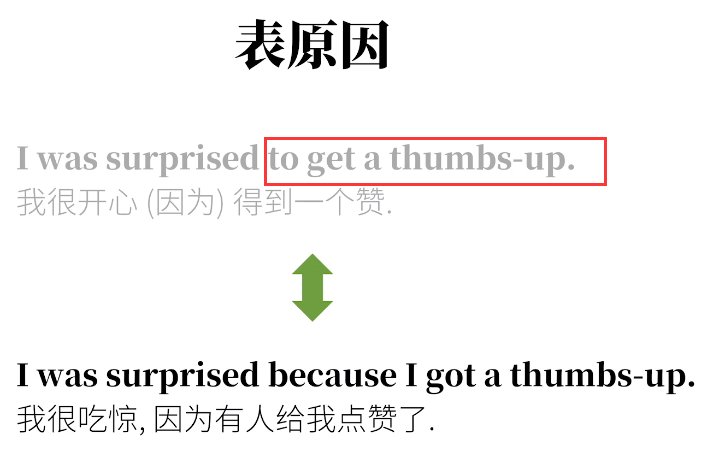 表原因
I was surprised to get a thumbs-up.
我很开心 (因为) 得到一个赞.
I was surprised because I got a thumbs-up.
我很吃惊, 因为有人给我点赞了.